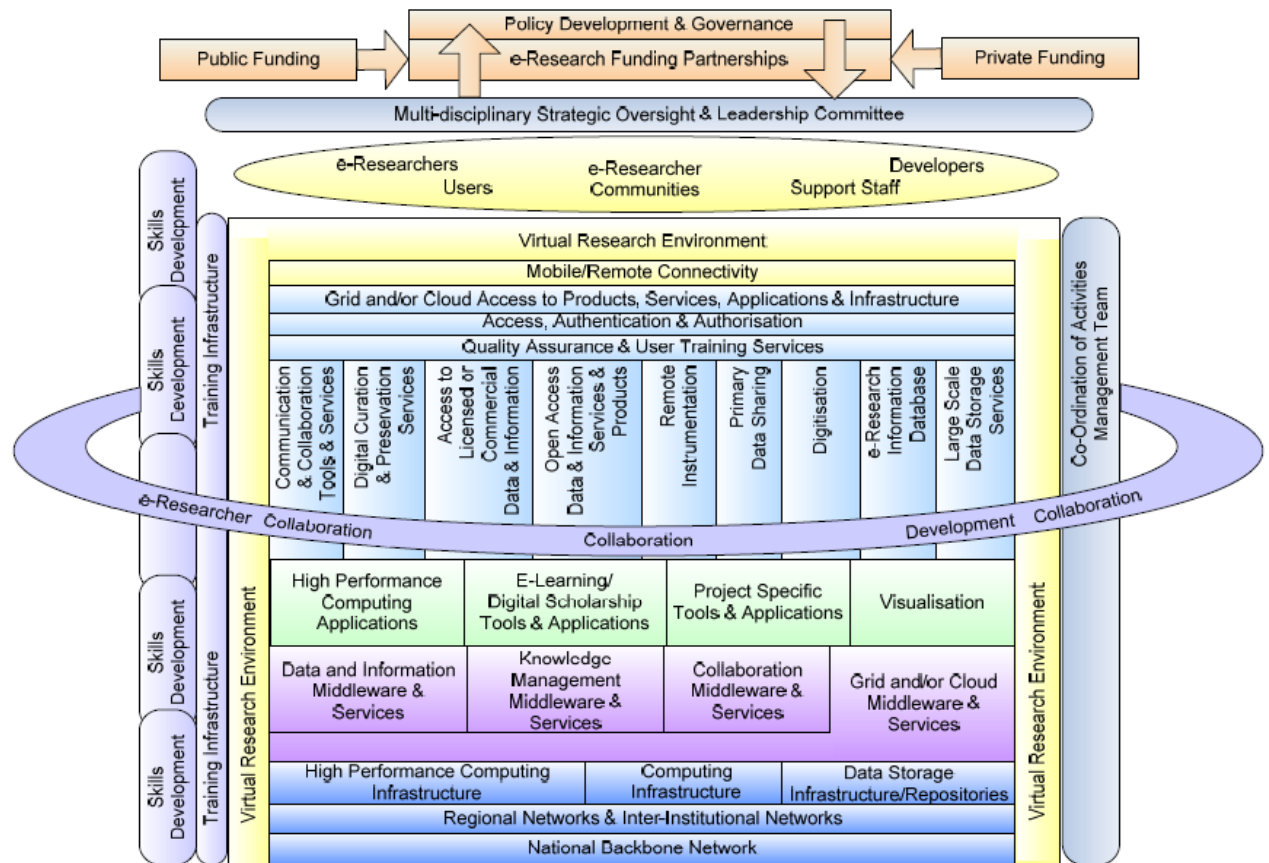 Policy Development & Governance
Public Funding
e-Research Funding Partnerships
Private Funding
Multi-disciplinary Strategic Oversight & Leadership Committee
e-Researchers
Users
e-Researcher
Communities
Developers
Support Staff
Skills
Development
Skills
Development
Skills
Development
Skills
Development
Training Infrastructure
Training Infrastructure
Virtual Research Environment
Virtual Research Environment
Mobile/Remote Connectivity
Grid and/or Cloud Access to Products, Services, Applications & Infrastructure
Access, Authentication & Authorisation
Quality Assurance & User Training Services
Communication
& Collaboration
Tools & Services
Digital Curation
& Preservation
Services
Access to
Licensed or
Commercial
Data & Information
Open Access
Data & Information
Services &
Products
Remote
Instrumentation
Primary
Data Sharing
Digitisation
e-Research
Information
Database
Large Scale
Data Storage
Services
e-Researcher Collaboration
Collaboration
Development Collaboration
High Performance
Computing
Applications
E-Learning/
Digital Scholarship
Tools & Applications
Project Specific
Tools & Applications
Visualisation
Data and Information
Middleware &
Services
Knowledge
Management
Middleware &
Services
Collaboration
Middleware &
Services
Grid and/or Cloud
Middleware &
Services
High Performance Computing
Infrastructure
Computing
Infrastructure
Data Storage
Infrastructure/Repositories
Regional Networks & Inter-Institutional Networks
National Backbone Network
Virtual Research Environment
Co-Ordination of Activities
Management Team